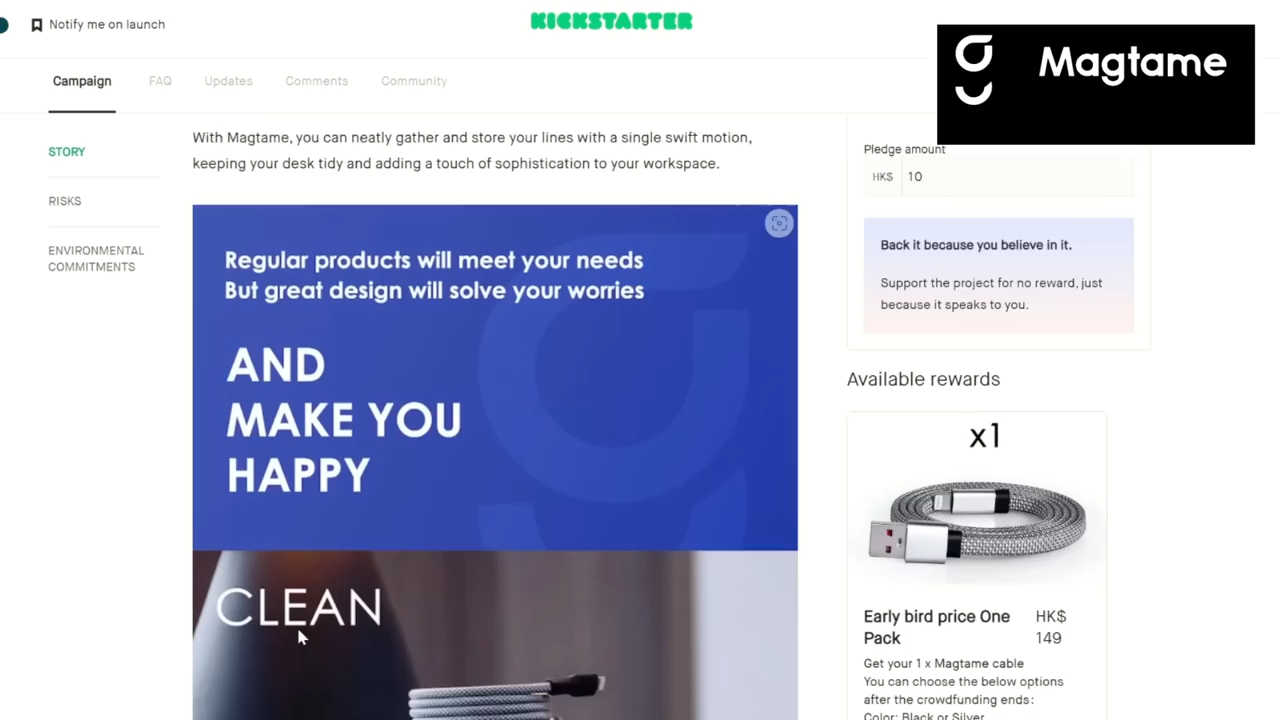 Notify me on launch
KICKSTARTER
Magtame
Campaign
FAQ
Updates
Comments
Community
STORY
RISKS
ENVIRONMENTAL
COMMITMENTS
With Magtame, you can neatly gather and store your lines with a single swift motion,
keeping your desk tidy and adding a touch of sophistication to your workspace.
Regular products will meet your needs
But great design will solve your worries
AND
MAKE YOU
HAPPY
CLEAN
Pledge amount
HK$ 10
Back it because you believe in it.
Support the project for no reward, just
because it speaks to you.
Available rewards
x1
Early bird price One
Pack
HK$
149
Get your 1 x Magtame cable
You can choose the below options
after the crowdfunding ends:
Color: Black or Silver